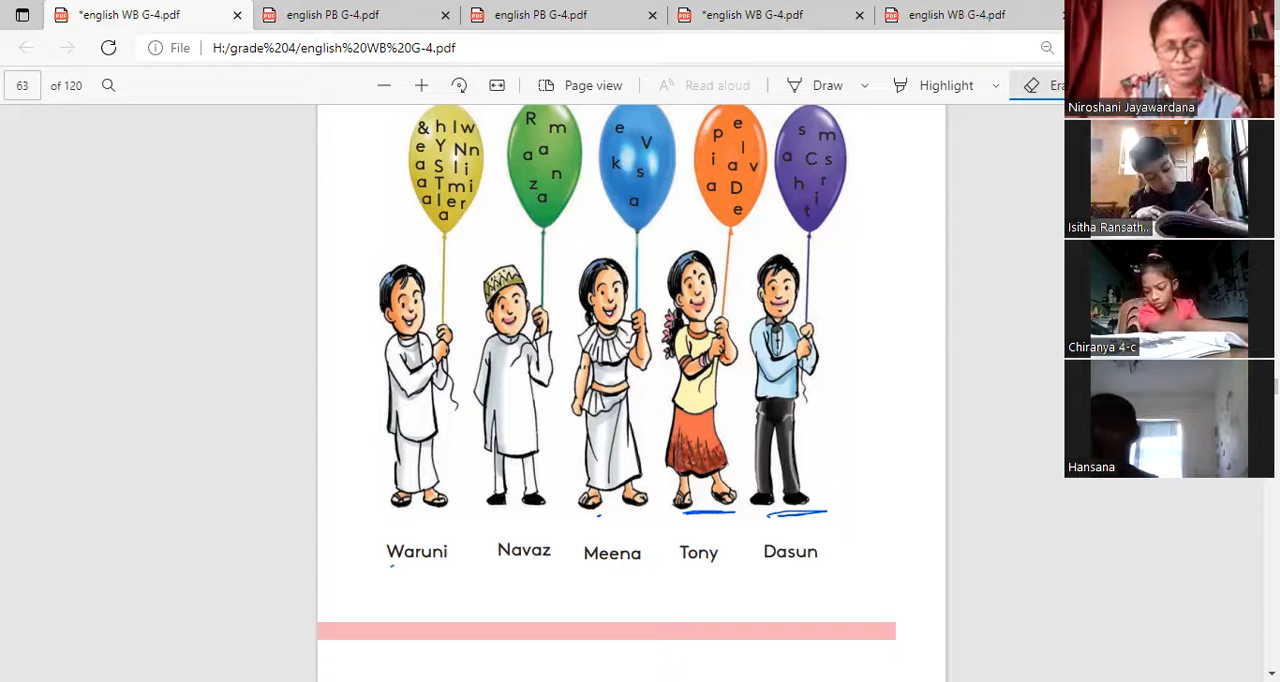 *english WB G-4.pdf
english PB G-4.pdf
english PB G-4.pdf
*english WB G-4.pdf
english WB G-4.pdf
File
H:/grade%204/english%20WB%20G-4.pdf
63
of 120
Page view
Read aloud
Draw
Highlight
& h l w
e Y N n
a S l i
a T m i
a l e r
a
R m
a a
n
z
a
e V
k s
a
p e
l
i a v
a D
e
s m
a C s
h r
i
t
Waruni
Navaz
Meena
Tony
Dasun
Niroshani Jayawardana
Isitha Ransath..
Chiranya 4-c
Hansana